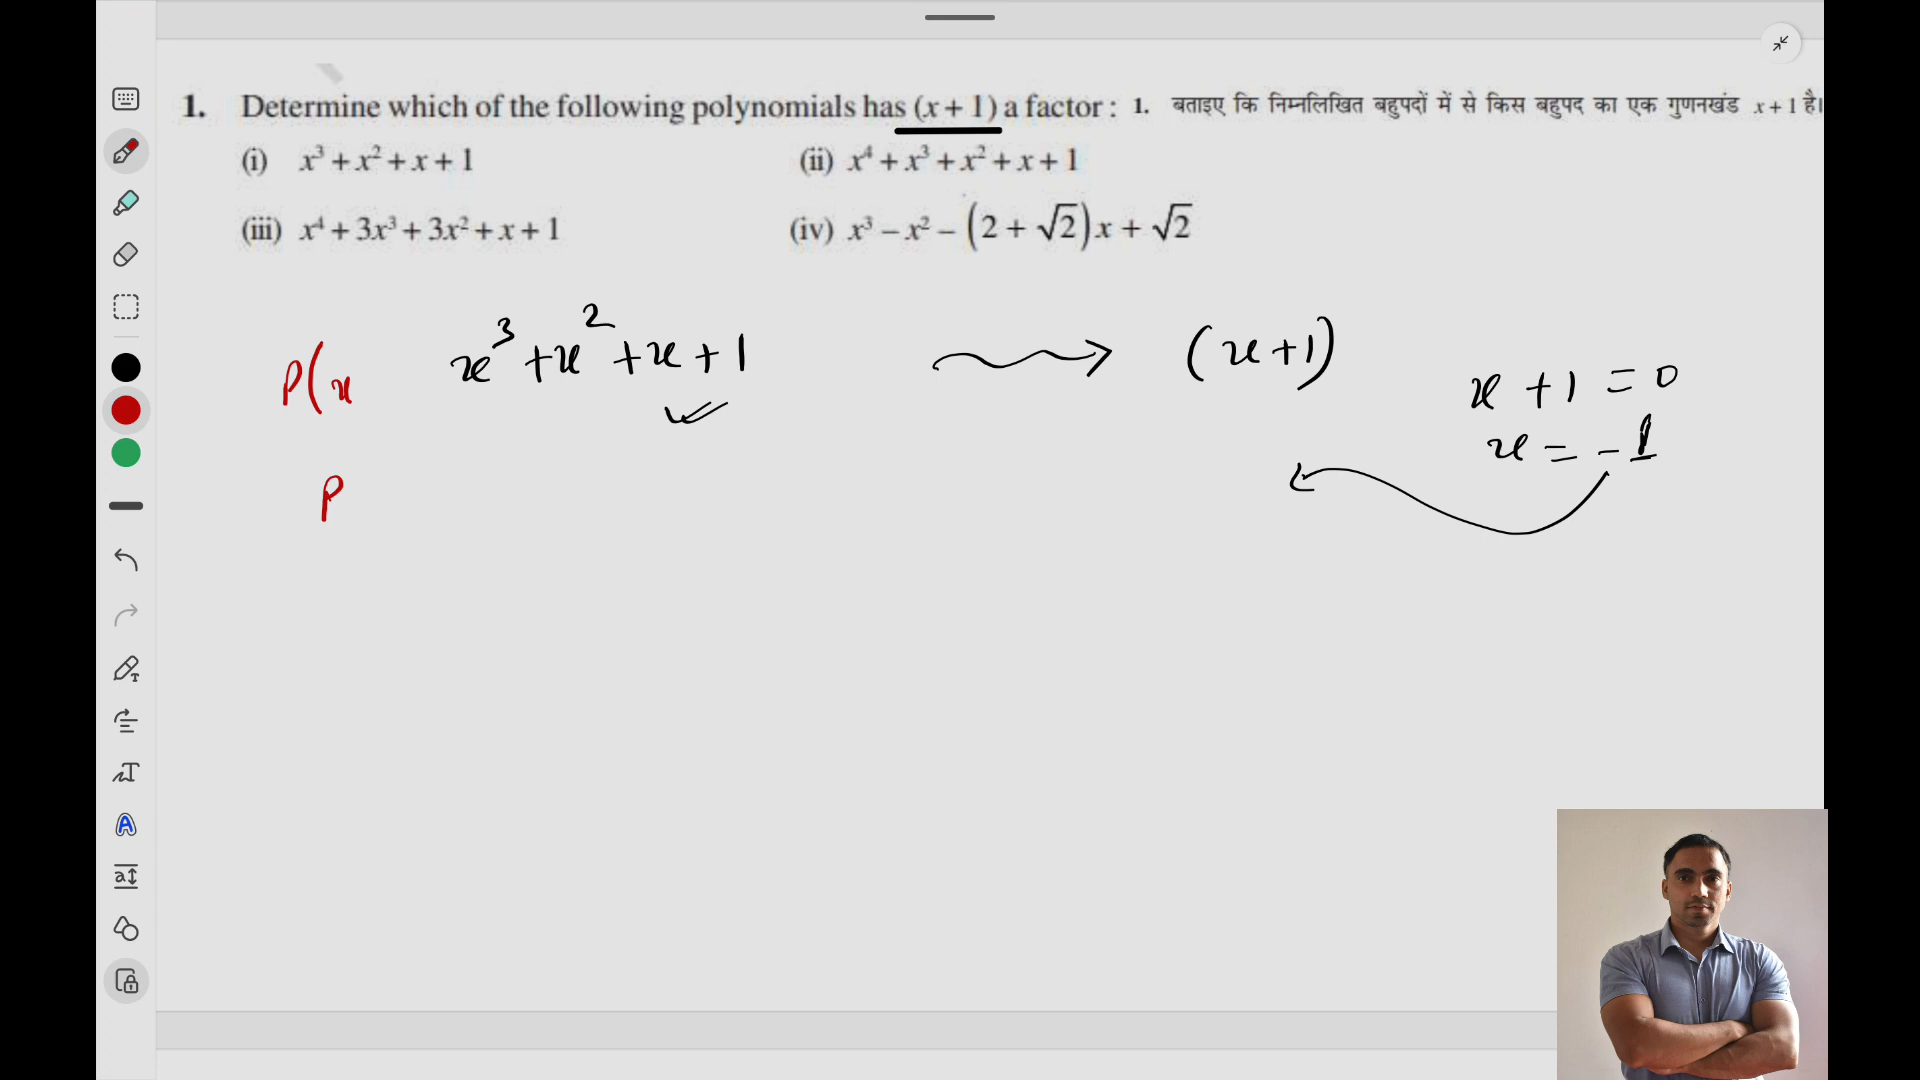 1. Determine which of the following polynomials has (x + 1) a factor : 1. बताइए कि निम्नलिखित बहुपदों में से किस बहुपद का एक गुणनखंड x + 1 है।
(i) x³ + x² + x + 1 (ii) x⁴ + x³ + x² + x + 1
(iii) x⁴ + 3x³ + 3x² + x + 1 (iv) x³ – x² – (2 + √2)x + √2
P(x x³ + x² + x + 1 → (x+1)
x + 1 = 0
x = -1
P